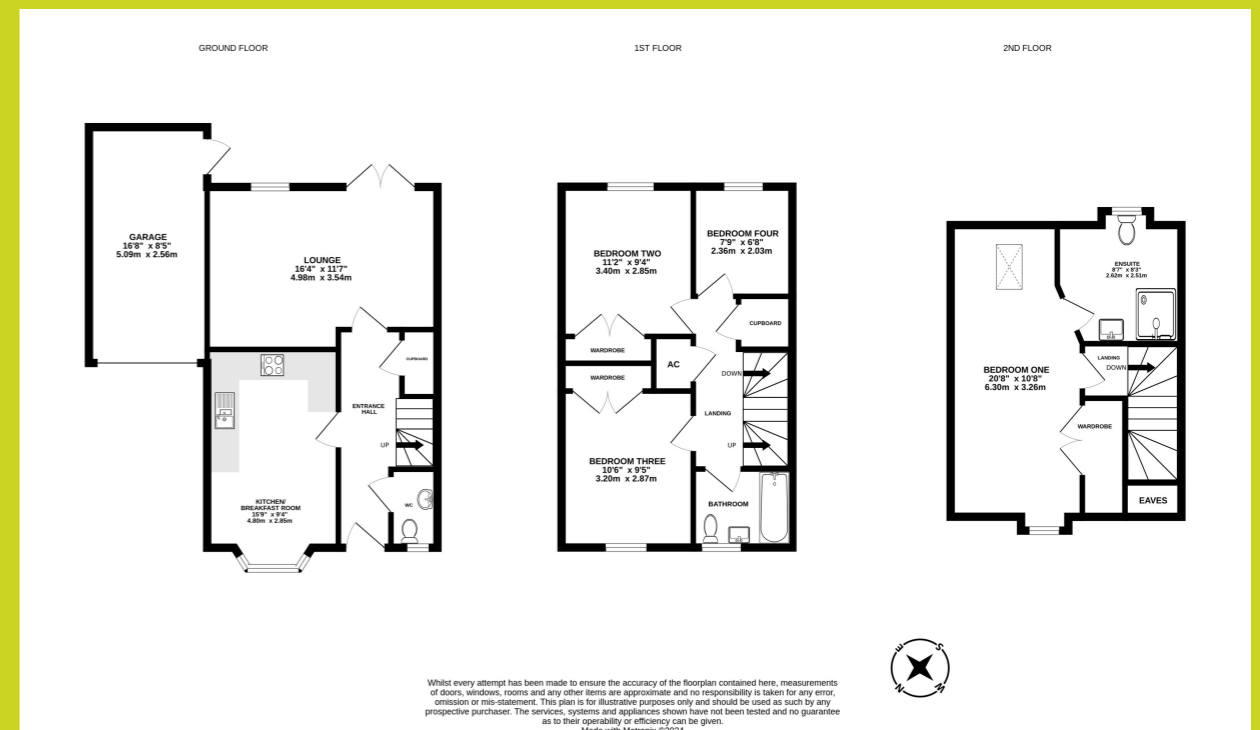 GROUND FLOOR
1ST FLOOR
2ND FLOOR
GARAGE
16'8" x 8'5"
5.09m x 2.56m
LOUNGE
16'4" x 11'7"
4.98m x 3.54m
CUPBOARD
ENTRANCE
HALL
UP
WC
KITCHEN/
BREAKFAST ROOM
15'9" x 9'4"
4.80m x 2.85m
BEDROOM TWO
11'2" x 9'4"
3.40m x 2.85m
BEDROOM FOUR
7'9" x 6'8"
2.36m x 2.03m
CUPBOARD
WARDROBE
AC
WARDROBE
DOWN
LANDING
UP
BEDROOM THREE
10'6" x 9'5"
3.20m x 2.87m
BATHROOM
ENSUITE
8'7" x 8'3"
2.62m x 2.51m
LANDING
DOWN
BEDROOM ONE
20'8" x 10'8"
6.30m x 3.26m
WARDROBE
EAVES
E
S
N
W
Whilst every attempt has been made to ensure the accuracy of the floorplan contained here, measurements
of doors, windows, rooms and any other items are approximate and no responsibility is taken for any error,
omission or mis-statement. This plan is for illustrative purposes only and should be used as such by any
prospective purchaser. The services, systems and appliances shown have not been tested and no guarantee
as to their operability or efficiency can be given.
Made with Metropix ©2024